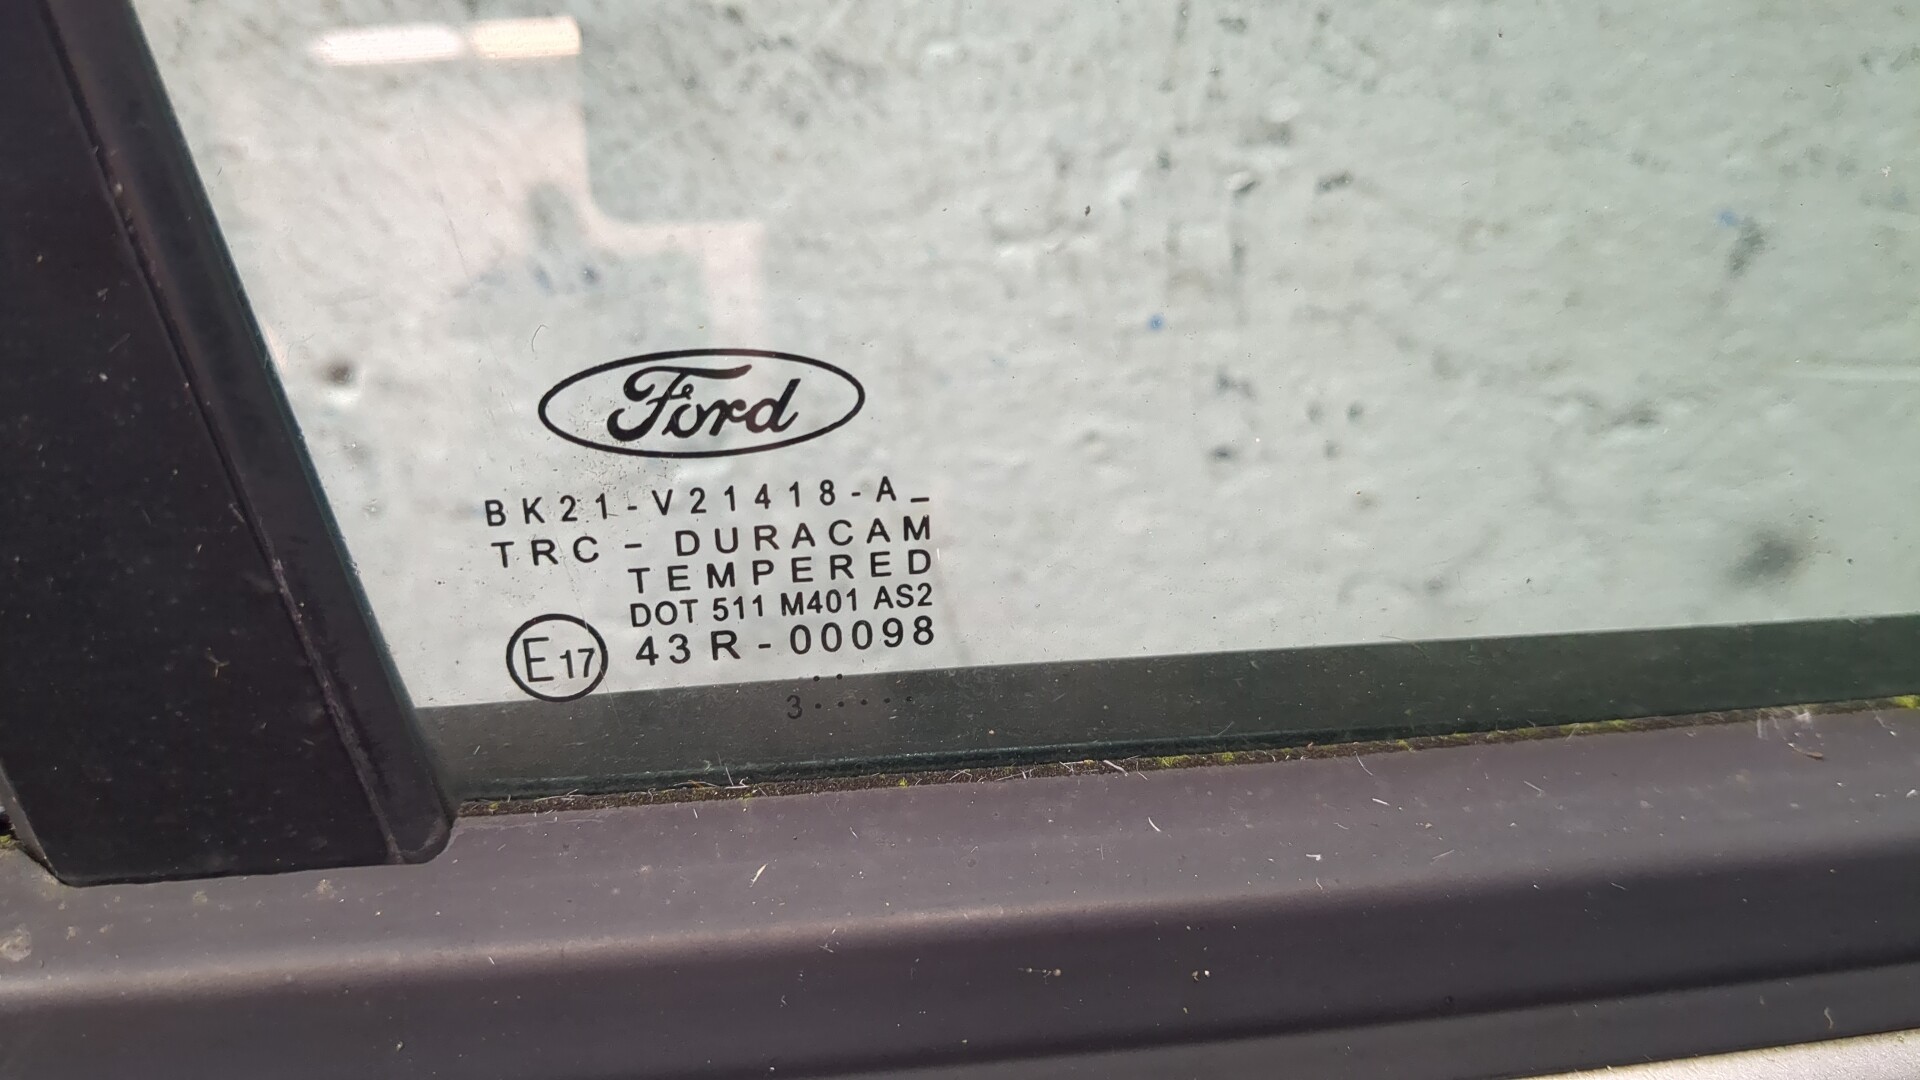 Ford
BK21-V21418-A_
TRC - DURACAM
TEMPERED
DOT 511 M401 AS2
E17 43R-00098
3.....